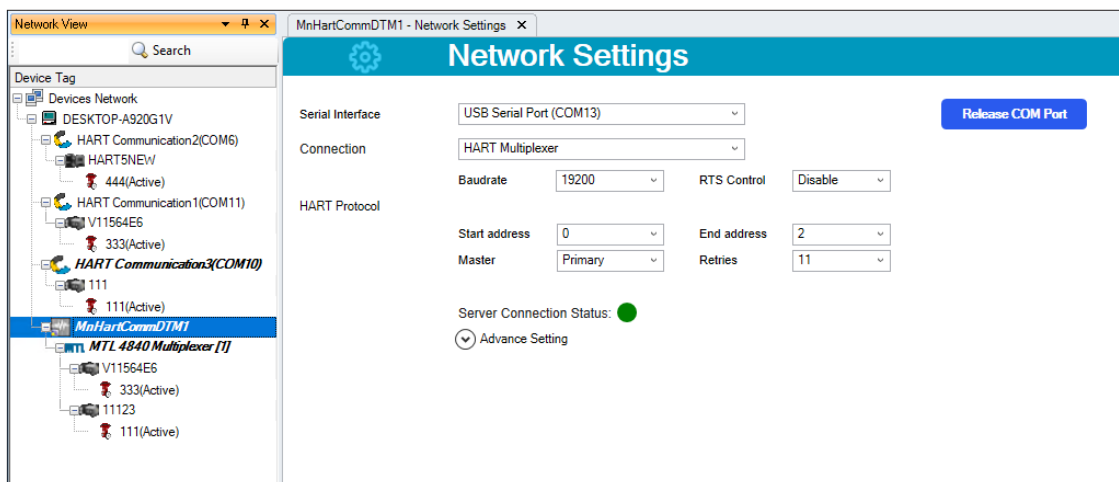 Network View
Search
Device Tag
Devices Network
DESKTOP-A920G1V
HART Communication2(COM6)
HART5NEW
444(Active)
HART Communication1(COM11)
V11564E6
333(Active)
HART Communication3(COM10)
111
111(Active)
MnHartCommDTM1
MTL MTL 4840 Multiplexer [1]
V11564E6
333(Active)
11123
111(Active)
MnHartCommDTM1 - Network Settings
Network Settings
Serial Interface USB Serial Port (COM13) Release COM Port
Connection HART Multiplexer
Baudrate 19200 RTS Control Disable
HART Protocol
Start address 0 End address 2
Master Primary Retries 11
Server Connection Status:
Advance Setting